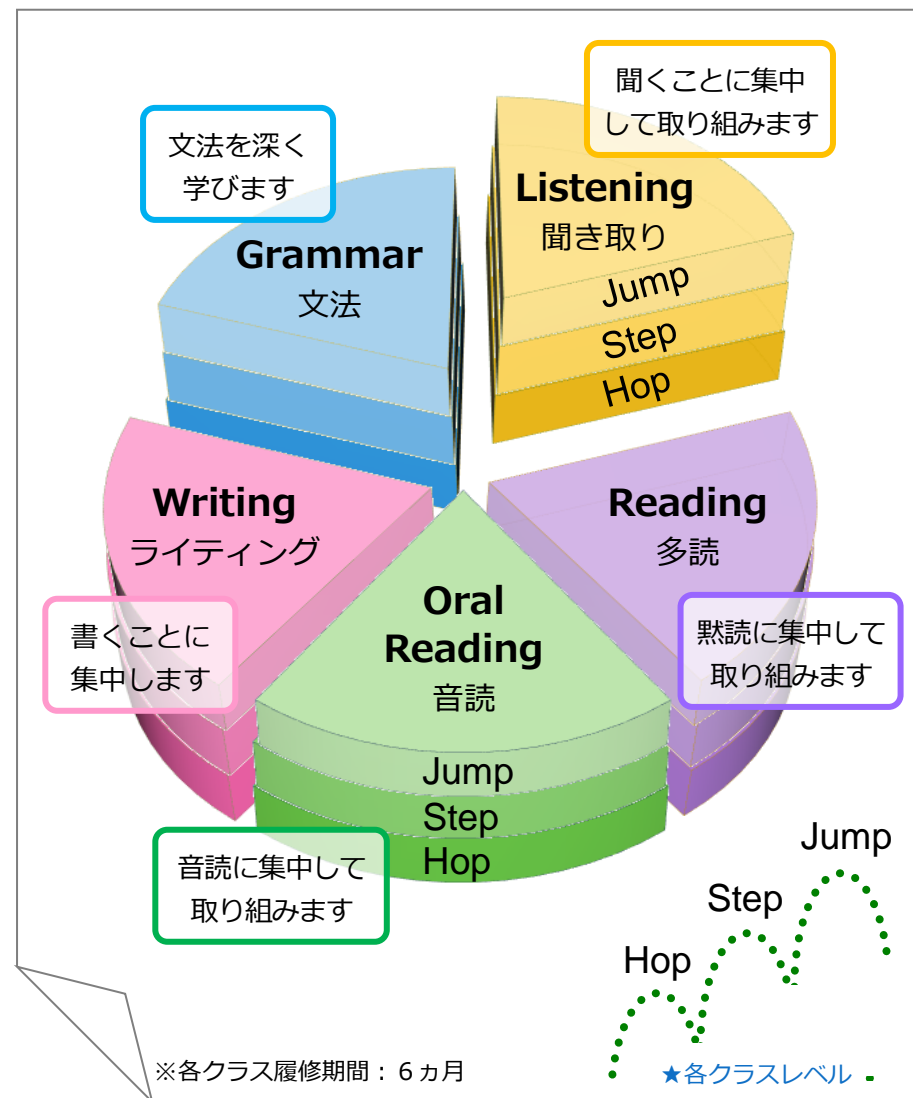 聞くことに集中
して取り組みます
文法を深く
学びます
Listening
聞き取り
Grammar
文法
Jump
Step
Hop
Writing
ライティング
Reading
多読
Oral
Reading
音読
書くことに
集中します
黙読に集中して
取り組みます
Jump
Step
Hop
音読に集中して
取り組みます
Jump
Step
Hop
※各クラス履修期間：６ヵ月
★各クラスレベル